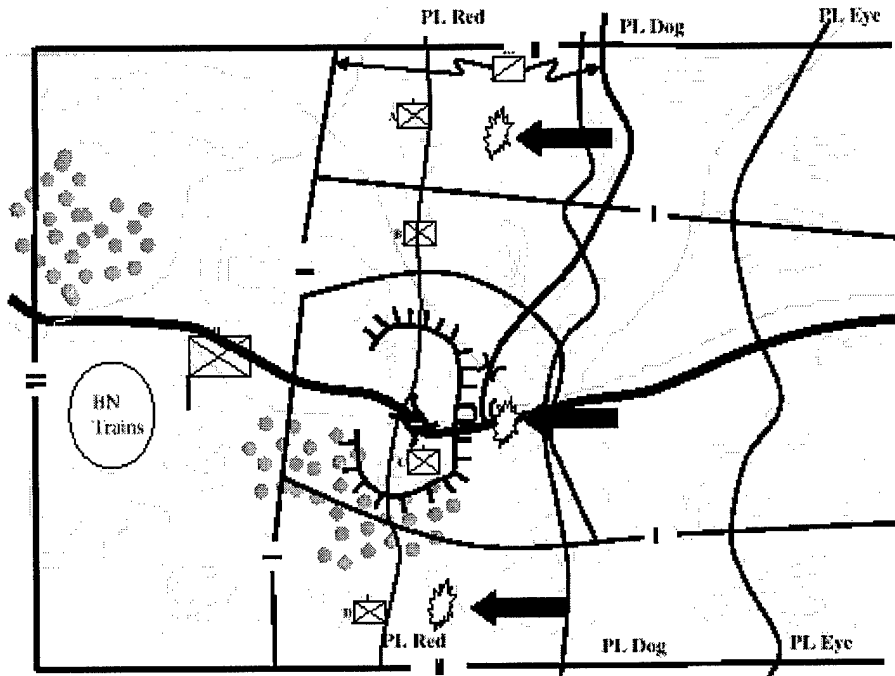 PL Red
PL Dog
PL Eye
A
B
BN
Trains
C
D
PL Red
PL Dog
PL Eye